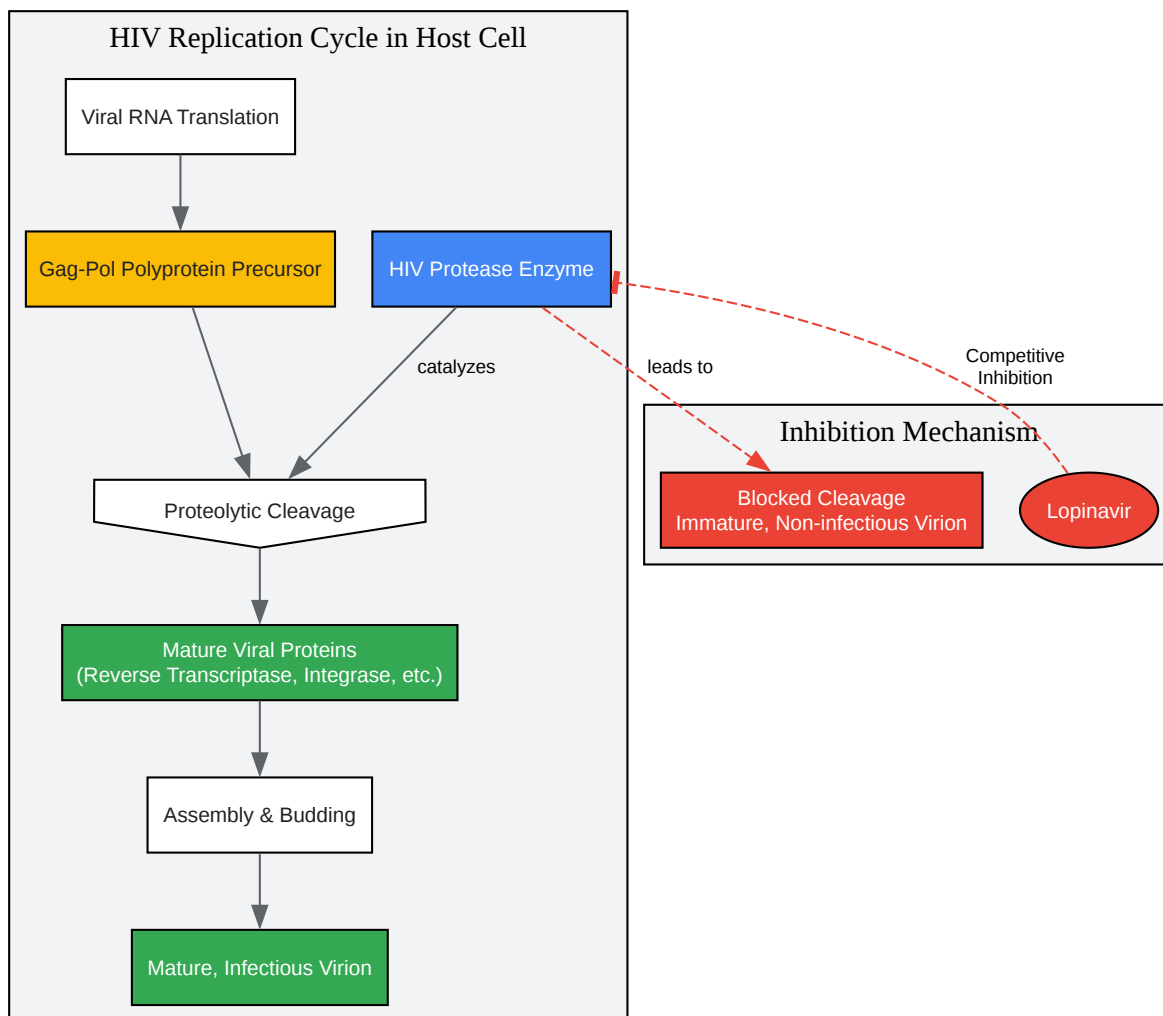 HIV Replication Cycle in Host Cell
Viral RNA Translation
Gag-Pol Polyprotein Precursor
HIV Protease Enzyme
catalyzes
leads to
Competitive
Inhibition
Inhibition Mechanism
Blocked Cleavage
Immature, Non-infectious Virion
Lopinavir
Proteolytic Cleavage
Mature Viral Proteins
(Reverse Transcriptase, Integrase, etc.)
Assembly & Budding
Mature, Infectious Virion